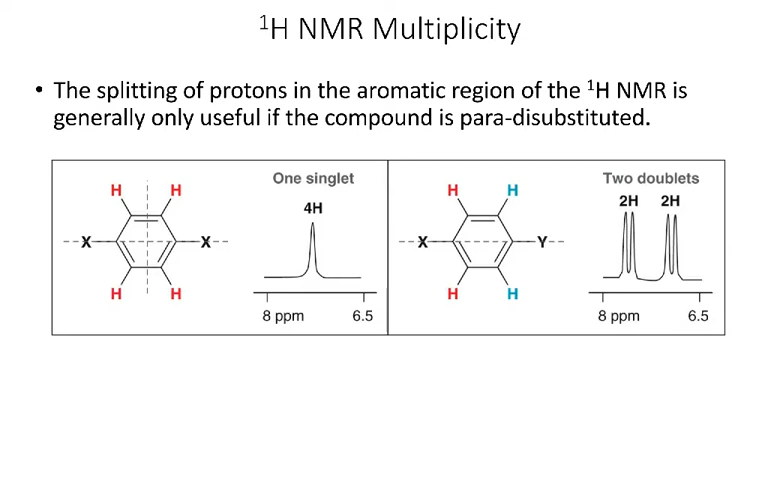 ¹H NMR Multiplicity
• The splitting of protons in the aromatic region of the ¹H NMR is
generally only useful if the compound is para-disubstituted.
H H
X X
H H
One singlet
4H
8 ppm 6.5
H H
X Y
H H
Two doublets
2H 2H
8 ppm 6.5